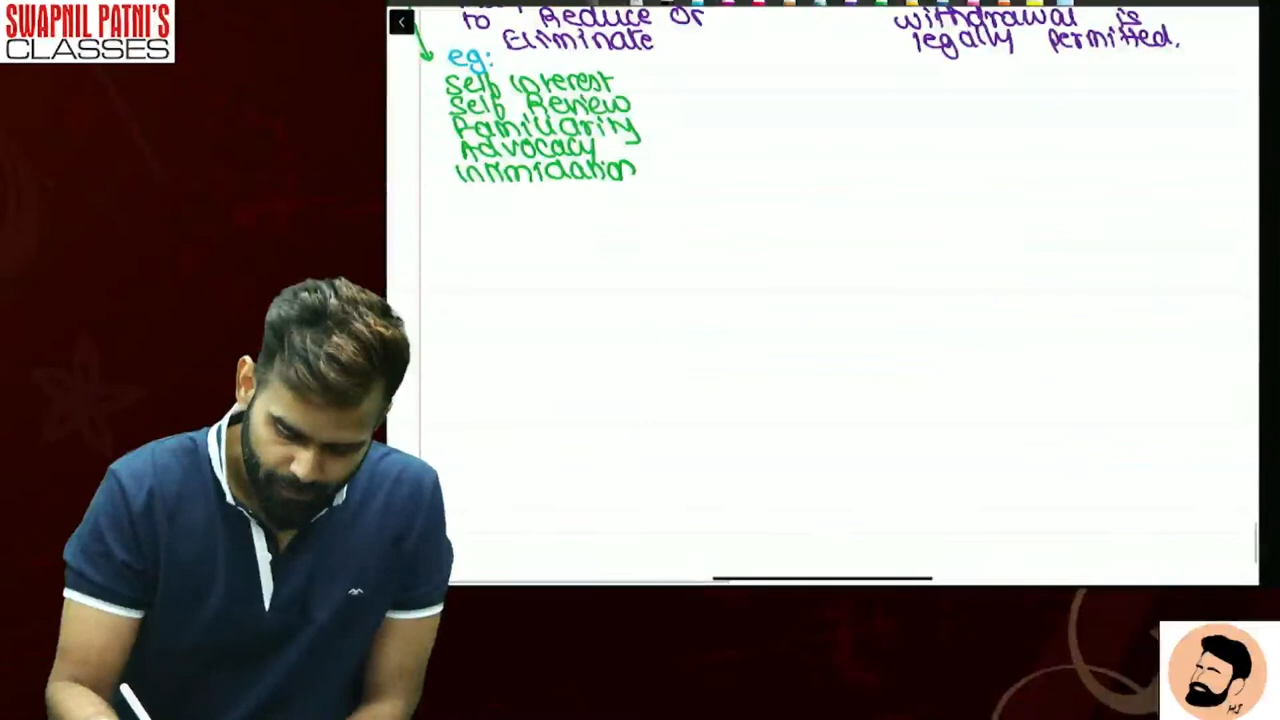 SWAPNIL PATNI'S
CLASSES
to Reduce or
Eliminate
withdrawal is
legally permitted.
eg:
Self Interest
Self Review
Familiarity
Advocacy
Intimidation